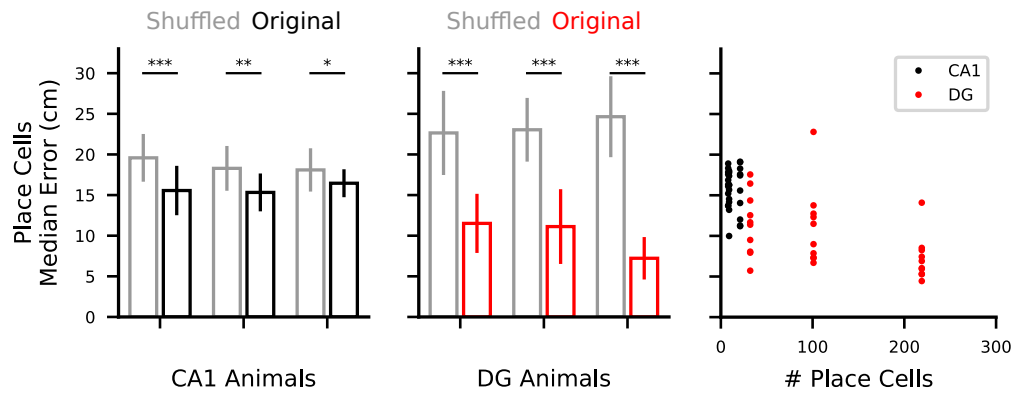 Shuffled Original
Shuffled Original
Place Cells
Median Error (cm)
30
25
20
15
10
5
0
*** ** *
*** *** ***
CA1
DG
0 100 200 300
CA1 Animals
DG Animals
# Place Cells